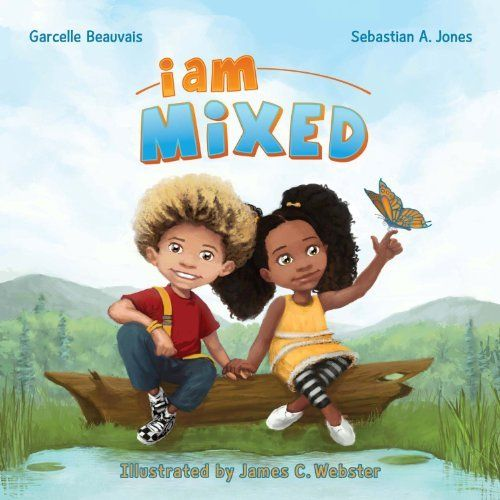 Garcelle Beauvais
Sebastian A. Jones
i am
MiXED
Illustrated by James C. Webster